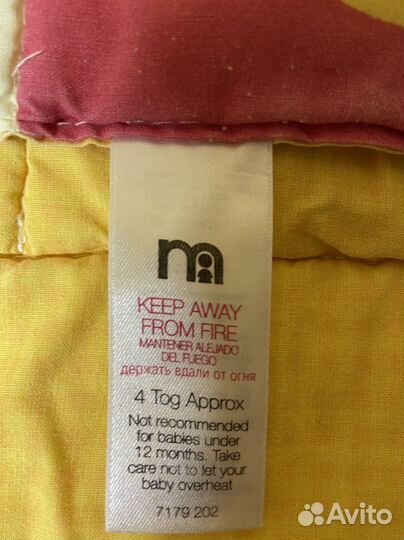 m
KEEP AWAY
FROM FIRE
MANTENER ALEJADO
DEL FUEGO
держать вдали от огня
4 Tog Approx
Not recommended
for babies under
12 months. Take
care not to let your
baby overheat
7179 202
Avito